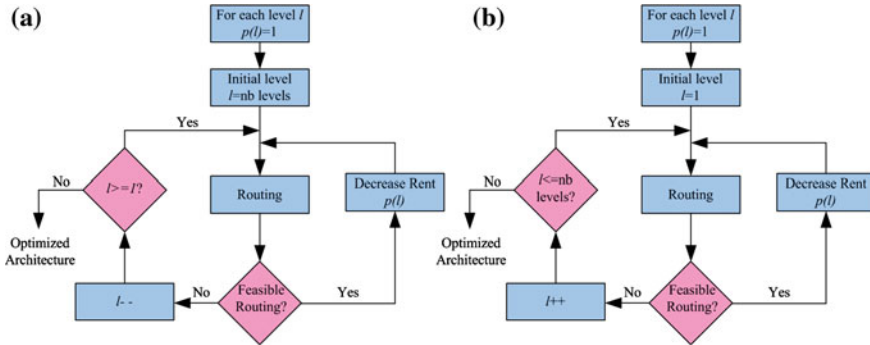 (a)
For each level l
p(l)=1
Initial level
l=nb levels
Yes
l>=1?
No
Optimized
Architecture
Routing
Decrease Rent
p(l)
Feasible
Routing?
No
Yes
l- -
(b)
For each level l
p(l)=1
Initial level
l=1
Yes
l<=nb
levels?
No
Optimized
Architecture
Routing
Decrease Rent
p(l)
Feasible
Routing?
No
Yes
l++